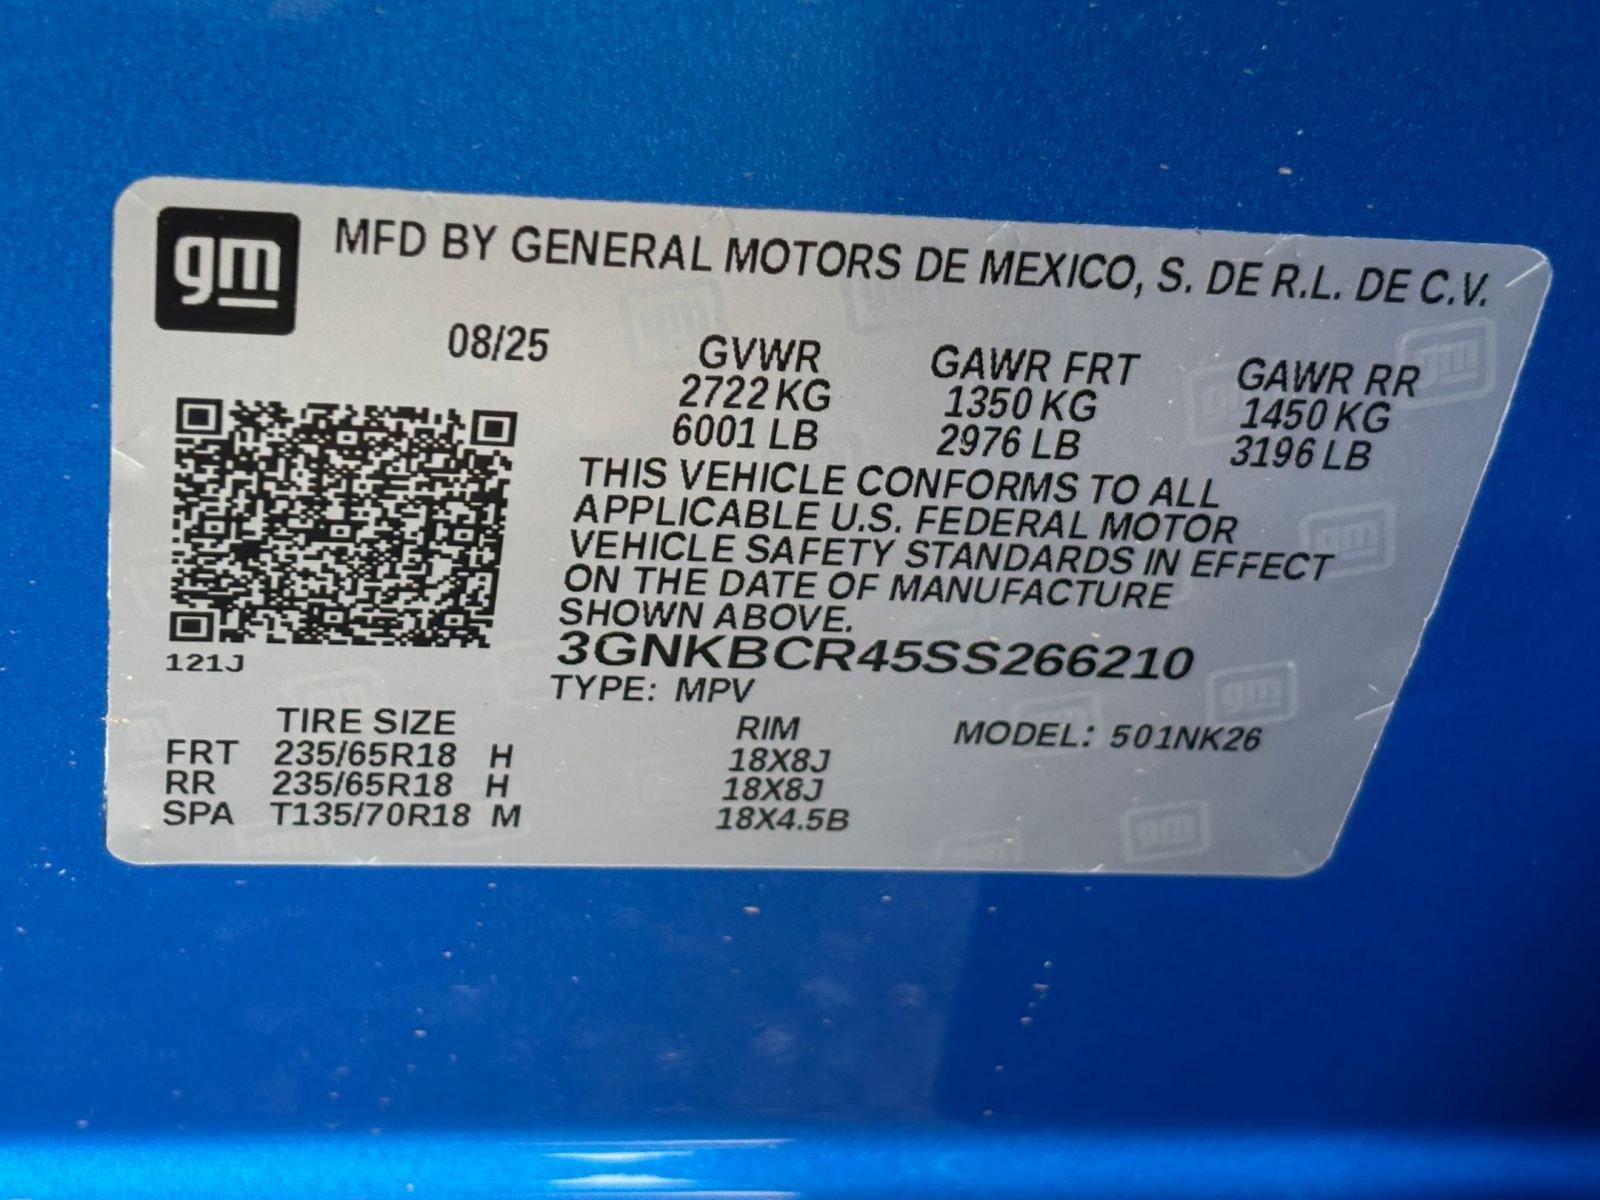 gm
MFD BY GENERAL MOTORS DE MEXICO, S. DE R.L. DE C.V.
08/25
GVWR GAWR FRT GAWR RR
2722 KG 1350 KG 1450 KG
6001 LB 2976 LB 3196 LB
THIS VEHICLE CONFORMS TO ALL
APPLICABLE U.S. FEDERAL MOTOR
VEHICLE SAFETY STANDARDS IN EFFECT
ON THE DATE OF MANUFACTURE
SHOWN ABOVE.
3GNKBCR45SS266210
121J
TYPE: MPV
TIRE SIZE RIM MODEL: 501NK26
FRT 235/65R18 H 18X8J
RR 235/65R18 H 18X8J
SPA T135/70R18 M 18X4.5B